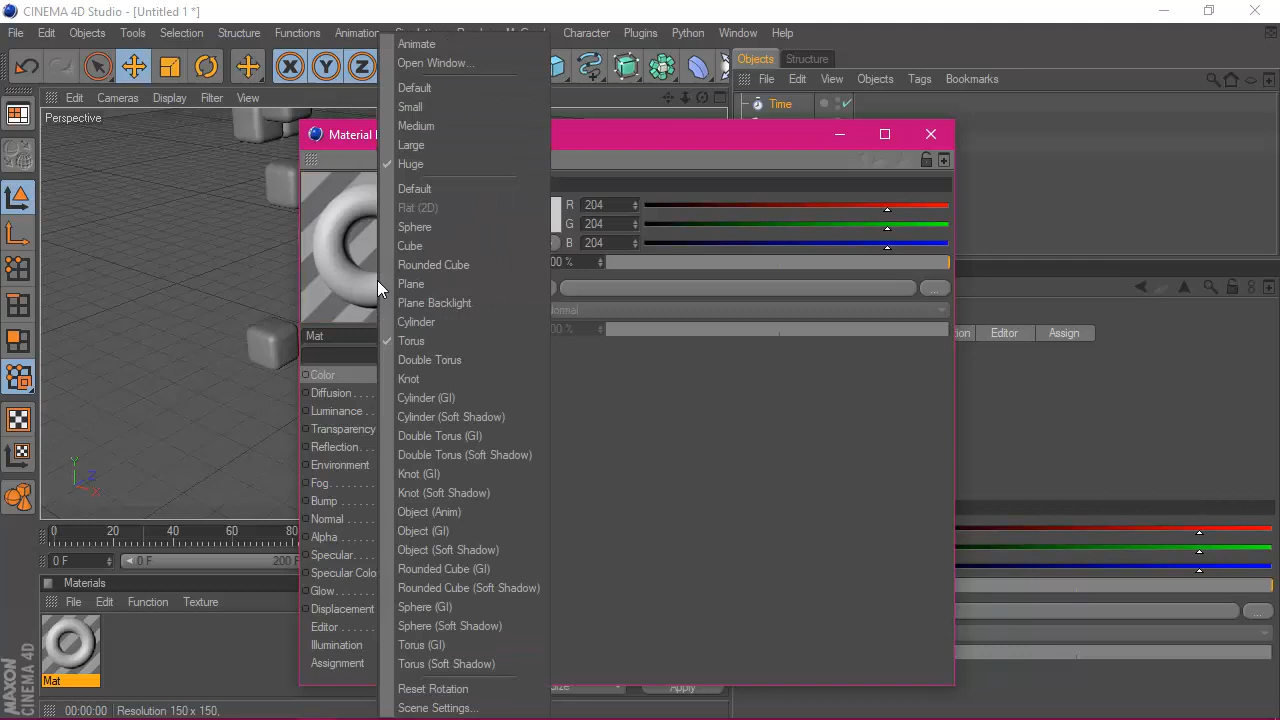 CINEMA 4D Studio - [Untitled 1 *]
File Edit Objects Tools Selection Structure Functions Animation Character Plugins Python Window Help
X Y Z
Objects Structure
File Edit View Objects Tags Bookmarks
Time
Edit Cameras Display Filter View
Perspective
Material
Animate
Open Window...
Default
Small
Medium
Large
Huge
Default
Flat (2D)
Sphere
Cube
Rounded Cube
Plane
Plane Backlight
Cylinder
Torus
Double Torus
Knot
Cylinder (GI)
Cylinder (Soft Shadow)
Double Torus (GI)
Double Torus (Soft Shadow)
Knot (GI)
Knot (Soft Shadow)
Object (Anim)
Object (GI)
Object (Soft Shadow)
Rounded Cube (GI)
Rounded Cube (Soft Shadow)
Sphere (GI)
Sphere (Soft Shadow)
Torus (GI)
Torus (Soft Shadow)
Reset Rotation
Scene Settings...
R 204
G 204
B 204
00 %
...
Normal
00 %
Mat
Color
Diffusion
Luminance
Transparency
Reflection
Environment
Fog
Bump
Normal
Alpha
Specular
Specular Colo
Glow
Displacement
Editor
Illumination
Assignment
Editor Assign
...
Apply
Y Z X
0 20 40 60 80
0 F 0 F 200 F
Materials
File Edit Function Texture
Mat
MAXON
CINEMA 4D
00:00:00 Resolution 150 x 150,